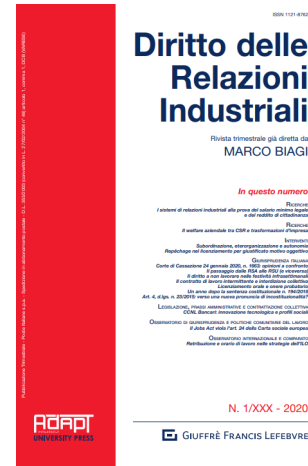 ISSN 1121-8762
Diritto delle
Relazioni
Industriali
Rivista trimestrale già diretta da
MARCO BIAGI
In questo numero
RICERCHE
I sistemi di relazioni industriali alla prova del salario minimo legale
e del reddito di cittadinanza
RICERCHE
Il welfare aziendale tra CSR e trasformazioni d'impresa
INTERVENTI
Subordinazione, eterorganizzazione e autonomia
Repêchage nel licenziamento per giustificato motivo oggettivo
GIURISPRUDENZA ITALIANA
Corte di Cassazione 24 gennaio 2020, n. 1663: opinioni a confronto
Il passaggio dalle RSA alle RSU (e viceversa)
Il diritto a non lavorare nelle festività infrasettimanali
Il contratto di lavoro intermittente e interdizione collettiva
Licenziamento orale e onere probatorio
Un anno dopo la sentenza costituzionale n. 194/2018
Art. 4, d.lgs. n. 23/2015: verso una nuova pronuncia di incostituzionalità?
LEGISLAZIONE, PRASSI AMMINISTRATIVE E CONTRATTAZIONE COLLETTIVA
CCNL Bancari: innovazione tecnologica e profili sociali
OSSERVATORIO DI GIURISPRUDENZA E POLITICHE COMUNITARIE DEL LAVORO
Il Jobs Act viola l'art. 24 della Carta sociale europea
OSSERVATORIO INTERNAZIONALE E COMPARATO
Retribuzione e orario di lavoro nelle strategie dell'ILO
N. 1/XXX - 2020
GIUFFRÈ FRANCIS LEFEBVRE
ADAPT
UNIVERSITY PRESS